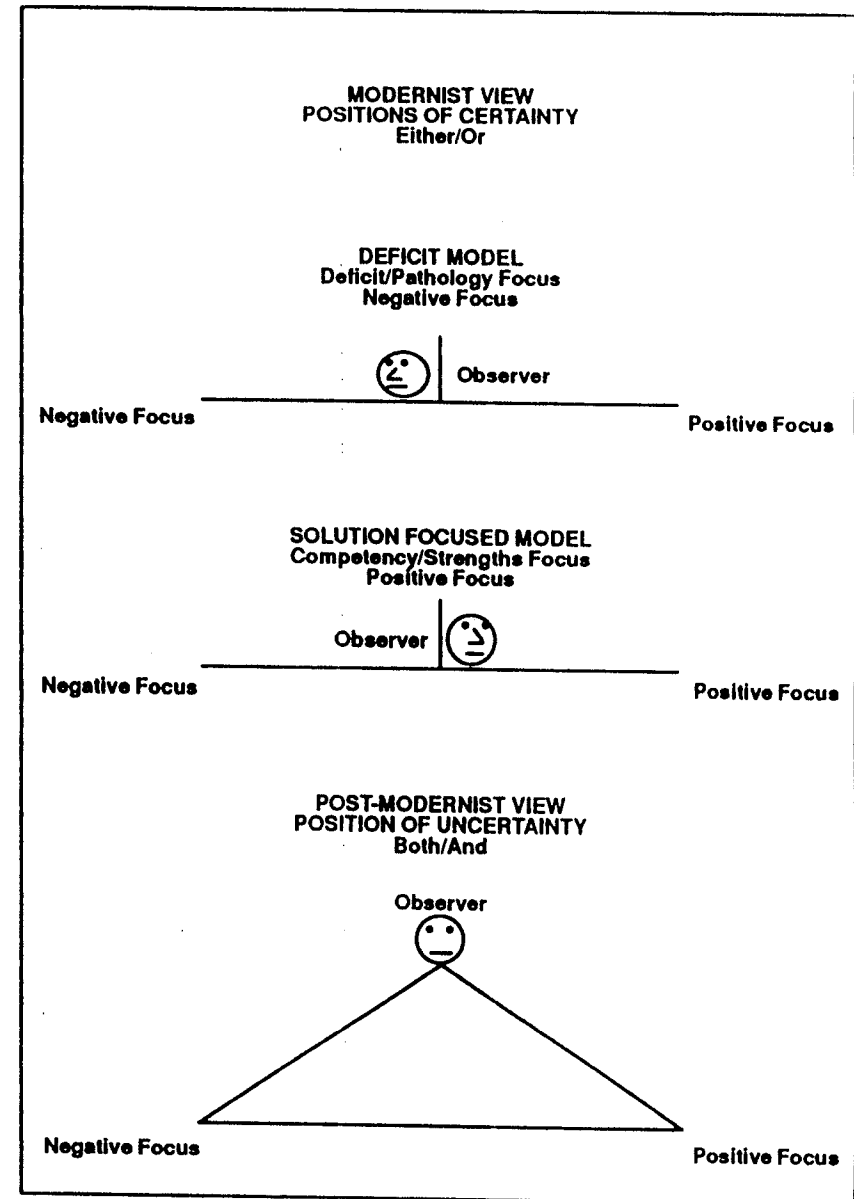 MODERNIST VIEW
POSITIONS OF CERTAINTY
Either/Or
DEFICIT MODEL
Deficit/Pathology Focus
Negative Focus
Observer
Negative Focus
Positive Focus
SOLUTION FOCUSED MODEL
Competency/Strengths Focus
Positive Focus
Observer
Negative Focus
Positive Focus
POST-MODERNIST VIEW
POSITION OF UNCERTAINTY
Both/And
Observer
Negative Focus
Positive Focus